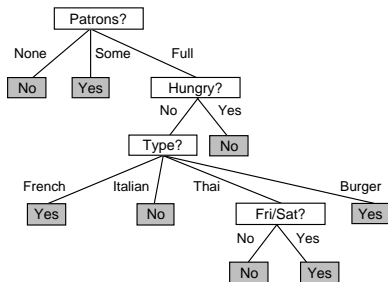 Patrons?
None Some Full
No Yes Hungry?
No Yes
Type? No
French Italian Thai Burger
Yes No Fri/Sat? Yes
No Yes
No Yes